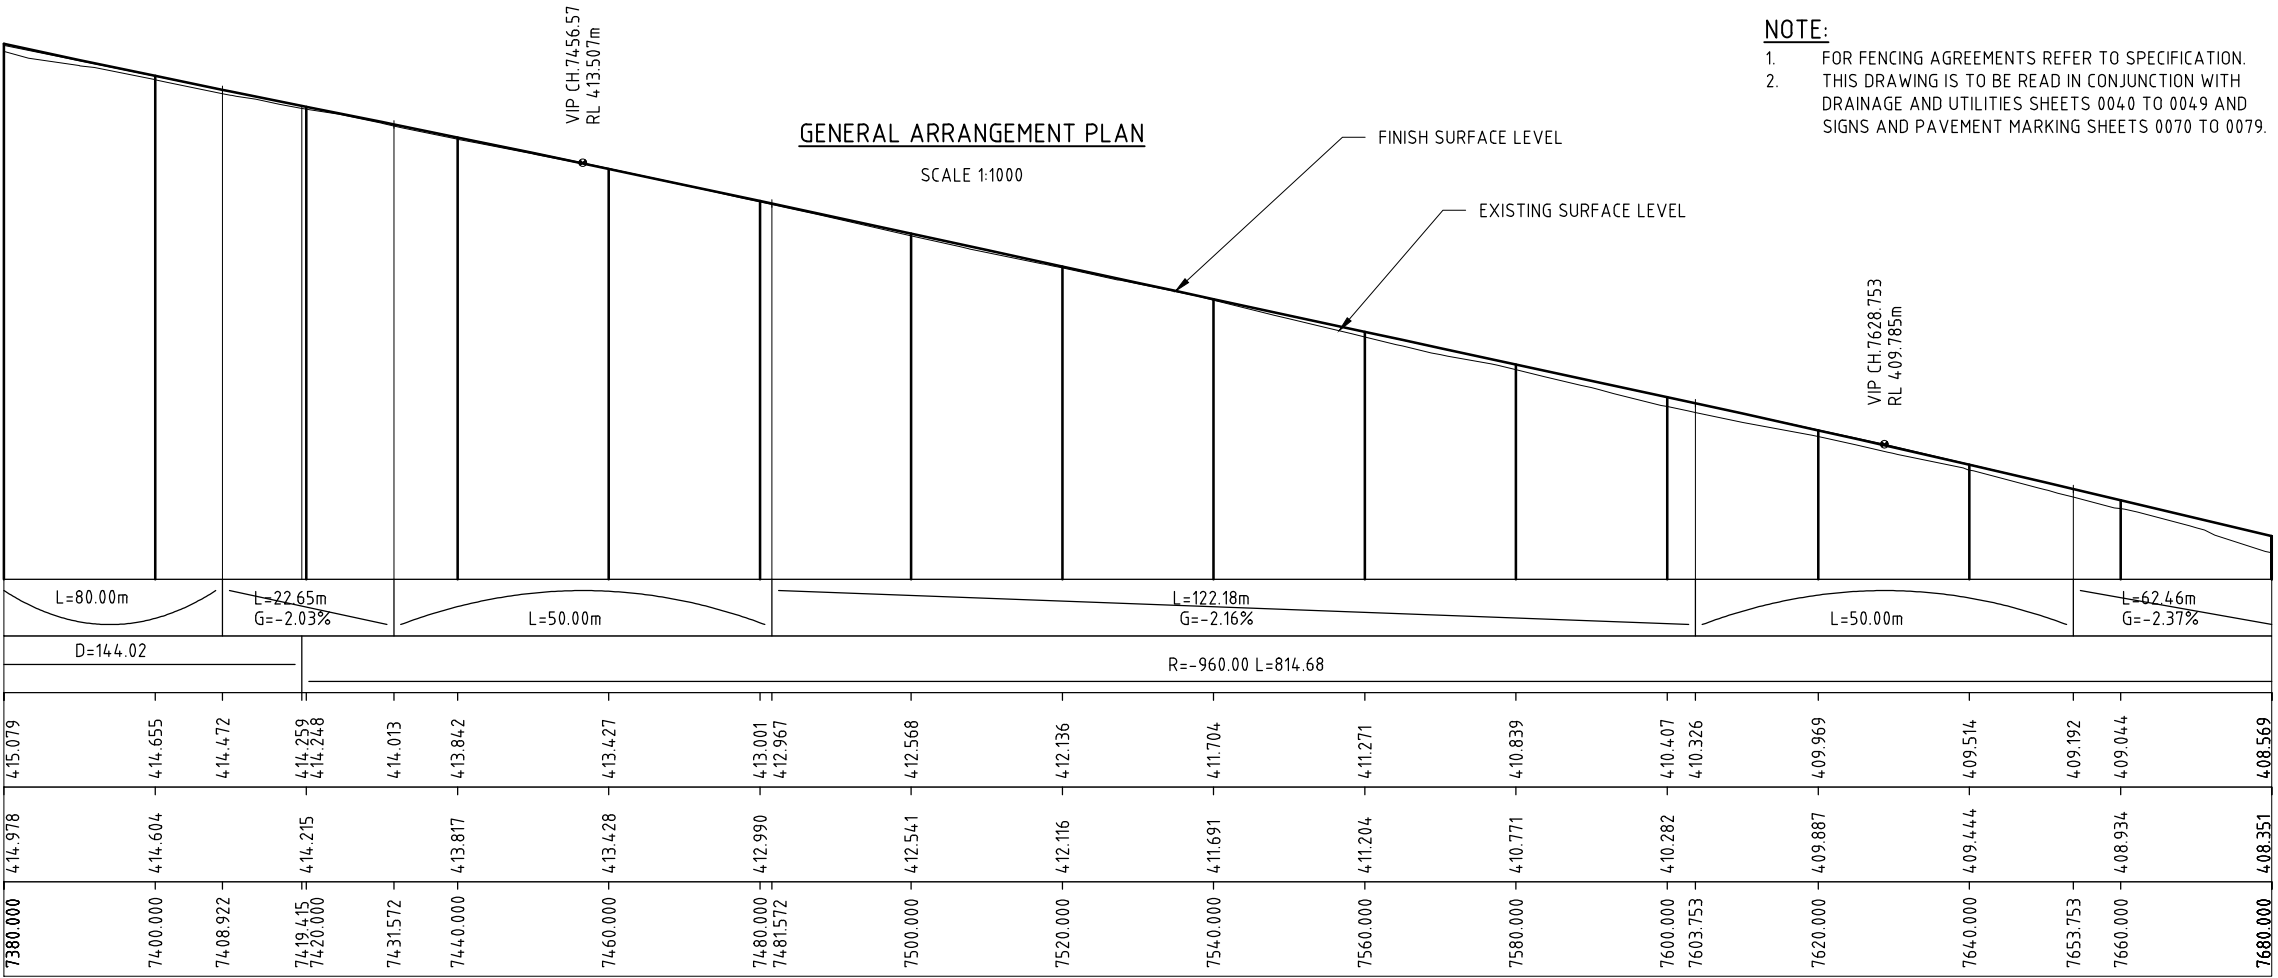 VIP CH.7456.57
RL 413.507m
GENERAL ARRANGEMENT PLAN
SCALE 1:1000
FINISH SURFACE LEVEL
EXISTING SURFACE LEVEL
NOTE:
1. FOR FENCING AGREEMENTS REFER TO SPECIFICATION.
2. THIS DRAWING IS TO BE READ IN CONJUNCTION WITH
DRAINAGE AND UTILITIES SHEETS 0040 TO 0049 AND
SIGNS AND PAVEMENT MARKING SHEETS 0070 TO 0079.
VIP CH.7628.753
RL 409.785m
L=80.00m
L=22.65m
G=-2.03%
L=50.00m
L=122.18m
G=-2.16%
L=50.00m
L=62.46m
G=-2.37%
D=144.02
R=-960.00 L=814.68
415.079
414.655
414.472
414.259
414.248
414.013
413.842
413.427
413.001
412.967
412.568
412.136
411.704
411.271
410.839
410.407
410.326
409.969
409.514
409.192
409.044
408.569
414.978
414.604
414.215
413.817
413.428
412.990
412.541
412.116
411.691
411.204
410.771
410.282
409.887
409.444
408.934
408.351
7380.000
7400.000
7408.922
7419.415
7420.000
7431.572
7440.000
7460.000
7480.000
7481.572
7500.000
7520.000
7540.000
7560.000
7580.000
7600.000
7603.753
7620.000
7640.000
7653.753
7660.000
7680.000